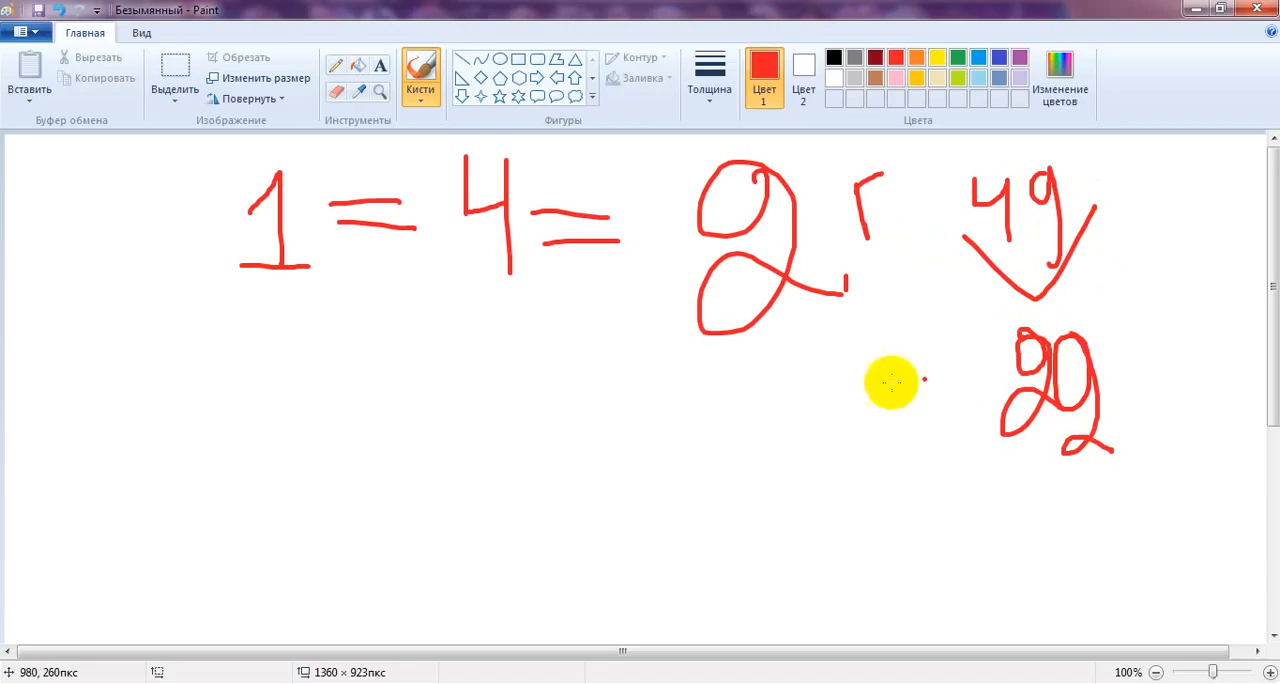 Безымянный - Paint
Главная Вид
Вставить
Вырезать
Копировать
Буфер обмена
Выделить
Обрезать
Изменить размер
Повернуть
Изображение
A
Инструменты
Кисти
Контур
Заливка
Фигуры
Толщина
Цвет 1
Цвет 2
Изменение цветов
Цвета
1 = 4 = 2 г 49
22
980, 260пкс 1360 × 923пкс 100%